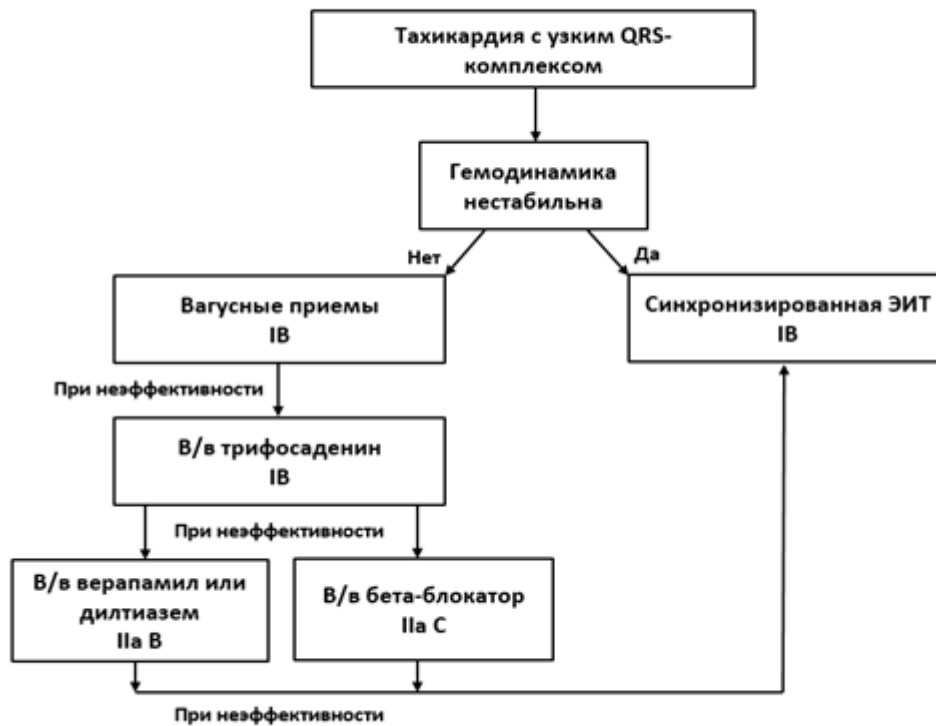 Тахикардия с узким QRS-
комплексом
Гемодинамика
нестабильна
Нет
Да
Вагусные приемы
IB
Синхронизированная ЭИТ
IB
При неэффективности
В/в трифосаденин
IB
При неэффективности
В/в верапамил или
дилтиазем
IIa B
В/в бета-блокатор
IIa C
При неэффективности